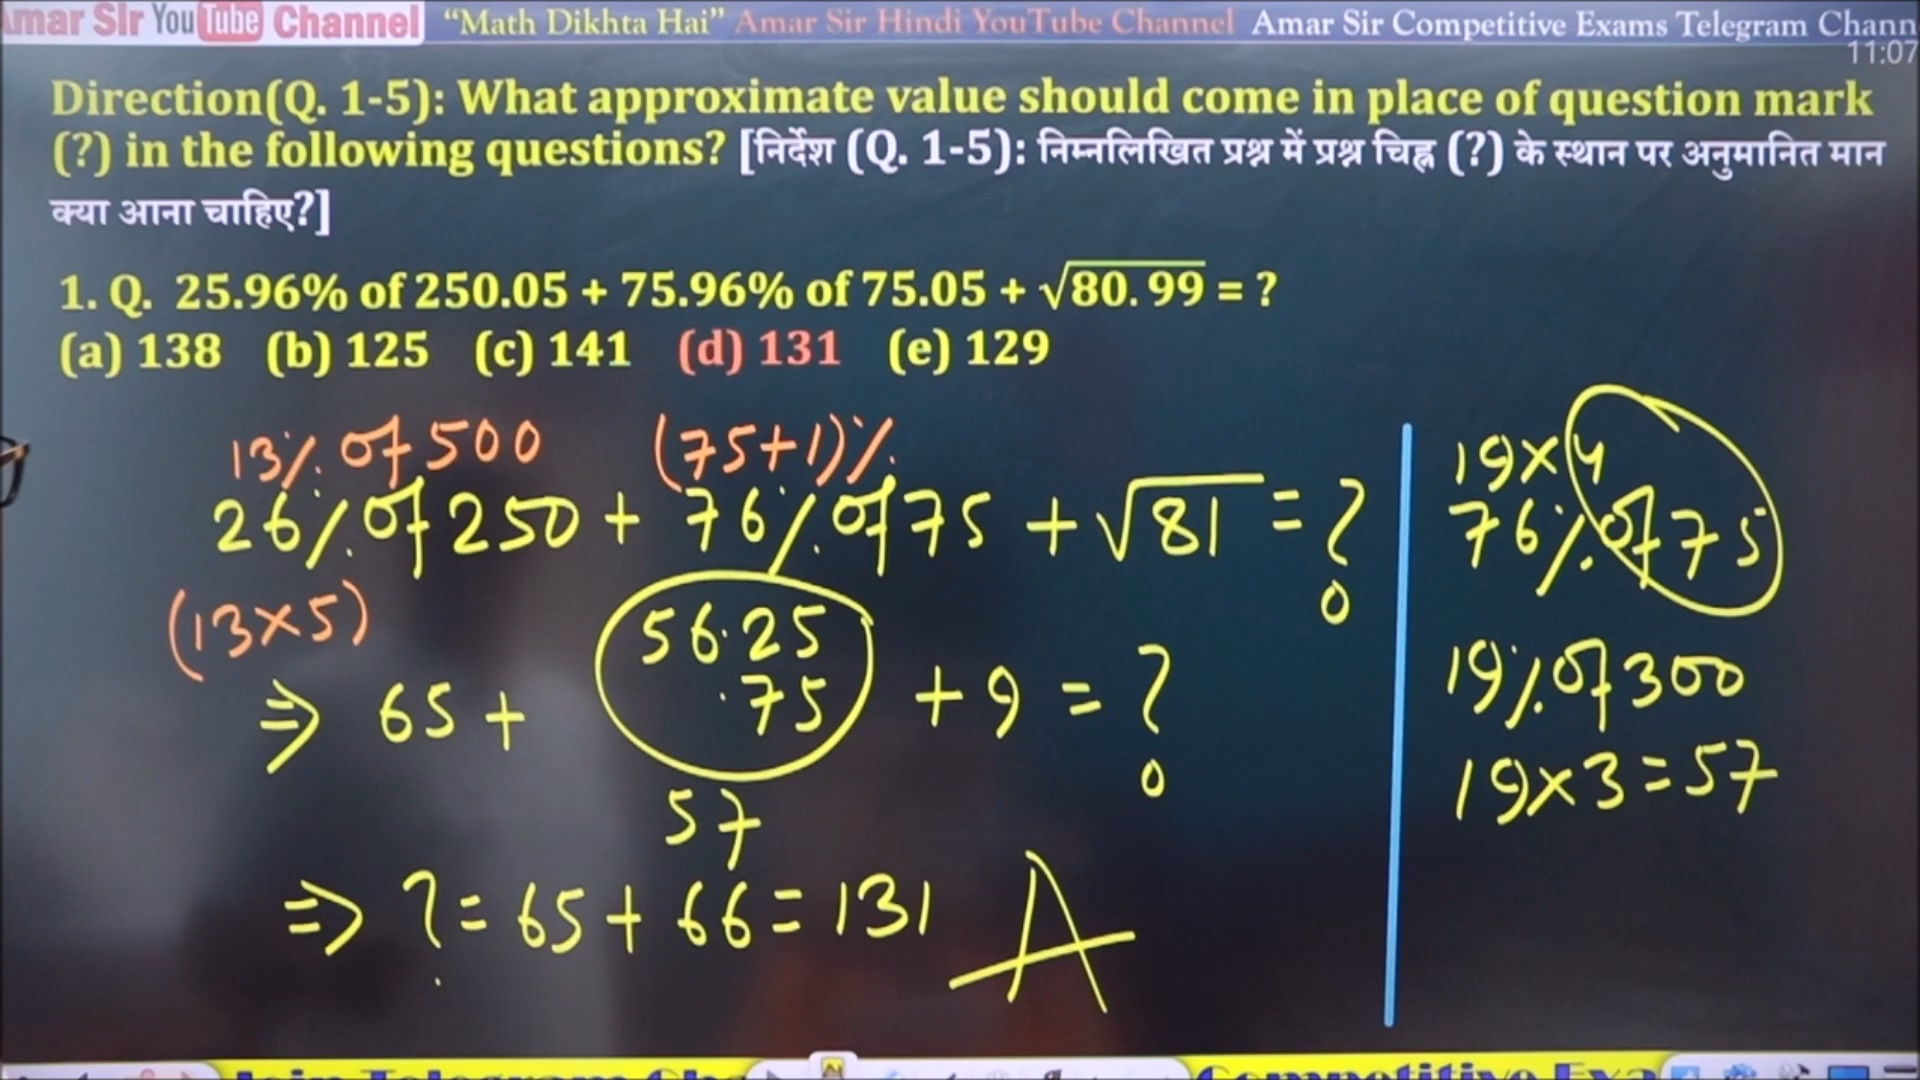 Amar Sir YouTube Channel "Math Dikhta Hai" Amar Sir Hindi YouTube Channel Amar Sir Competitive Exams Telegram Chann
11:07
Direction(Q. 1-5): What approximate value should come in place of question mark
(?) in the following questions? [निर्देश (Q. 1-5): निम्नलिखित प्रश्न में प्रश्न चिह्न (?) के स्थान पर अनुमानित मान
क्या आना चाहिए?]
1. Q. 25.96% of 250.05 + 75.96% of 75.05 + √80.99 = ?
(a) 138 (b) 125 (c) 141 (d) 131 (e) 129
13% of 500 (75+1)%
26% of 250 + 76% of 75 + √81 = ?
(13×5)
56.25
.75
⇒ 65 + + 9 = ?
57
⇒ ? = 65 + 66 = 131 A
19×4
76% of 75
19% of 300
19×3=57
Join Telegram Cha
Competitive Exa